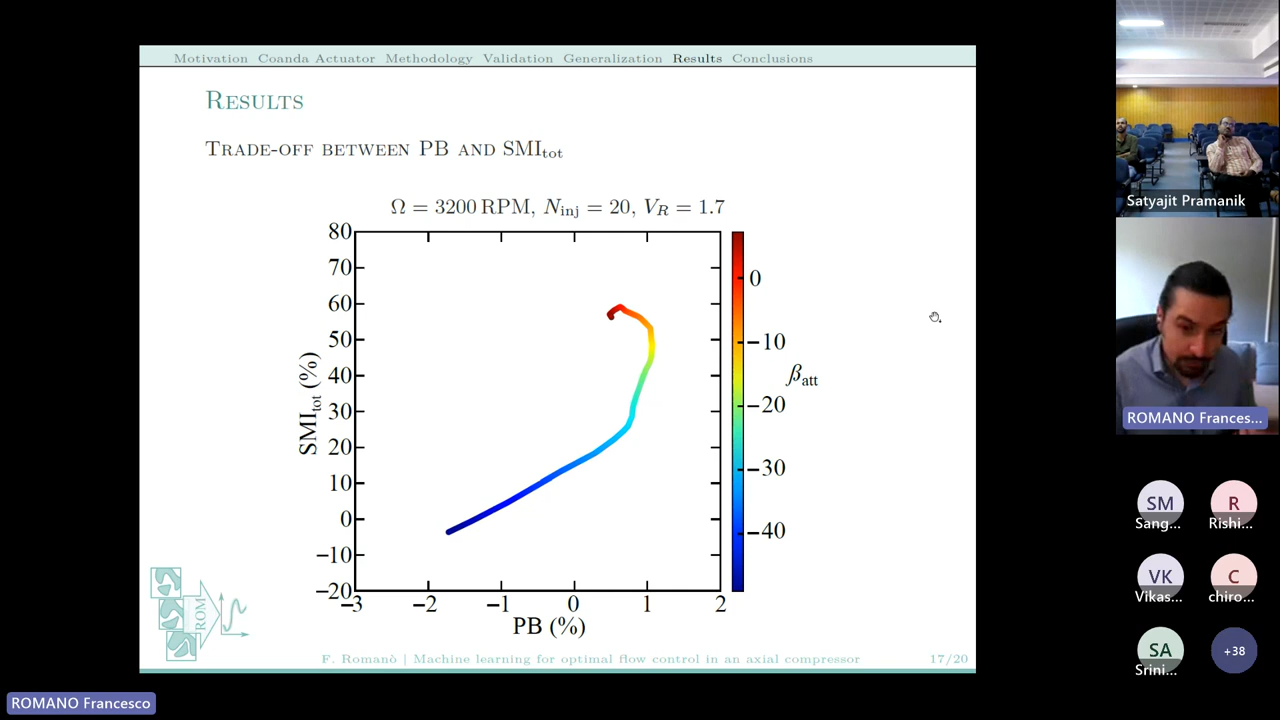 Motivation Coanda Actuator Methodology Validation Generalization Results Conclusions
Results
Trade-off between PB and SMItot
Ω = 3200 RPM, Ninj = 20, VR = 1.7
80
70
60
50
40
30
20
10
0
−10
−20
SMItot (%)
−3 −2 −1 0 1 2
PB (%)
0
−10
−20
−30
−40
βatt
ROM
F. Romanò | Machine learning for optimal flow control in an axial compressor
17/20
Satyajit Pramanik
ROMANO Frances...
SM
Sang...
R
Rishi...
VK
Vikas...
C
chiro...
SA
Srini...
+38
ROMANO Francesco